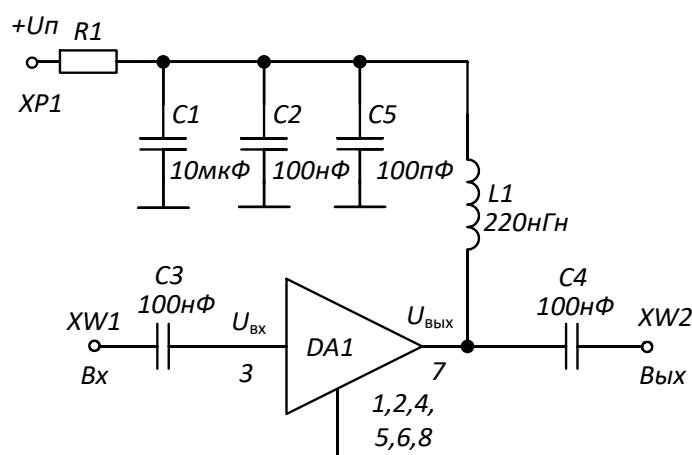 +Uп
R1
XP1
C1
C2
C5
10мкФ
100нФ
100пФ
L1
220нГн
C3
100нФ
C4
100нФ
XW1
Uвх
DA1
Uвых
XW2
Вх
3
7
Вых
1,2,4,
5,6,8